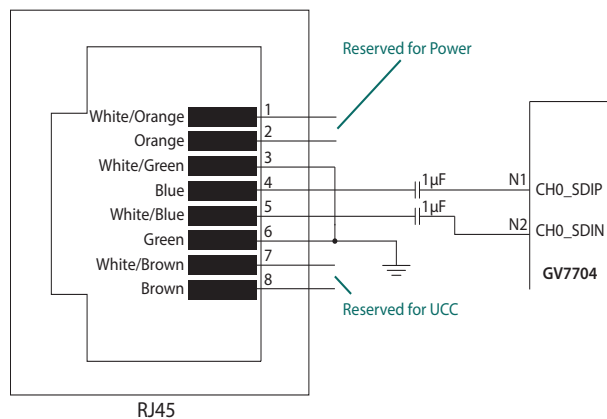 Reserved for Power
White/Orange 1
Orange 2
White/Green 3
Blue 4 1µF N1 CH0_SDIP
White/Blue 5 1µF
Green 6 N2 CH0_SDIN
White/Brown 7
GV7704
Brown 8
Reserved for UCC
RJ45